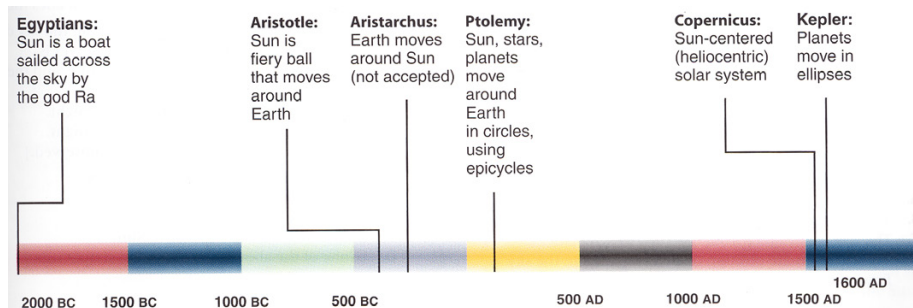 Egyptians:
Sun is a boat
sailed across
the sky by
the god Ra
Aristotle:
Sun is
fiery ball
that moves
around
Earth
Aristarchus:
Earth moves
around Sun
(not accepted)
Ptolemy:
Sun, stars,
planets
move
around
Earth
in circles,
using
epicycles
Copernicus:
Sun-centered
(heliocentric)
solar system
Kepler:
Planets
move in
ellipses
2000 BC
1500 BC
1000 BC
500 BC
500 AD
1000 AD
1500 AD
1600 AD